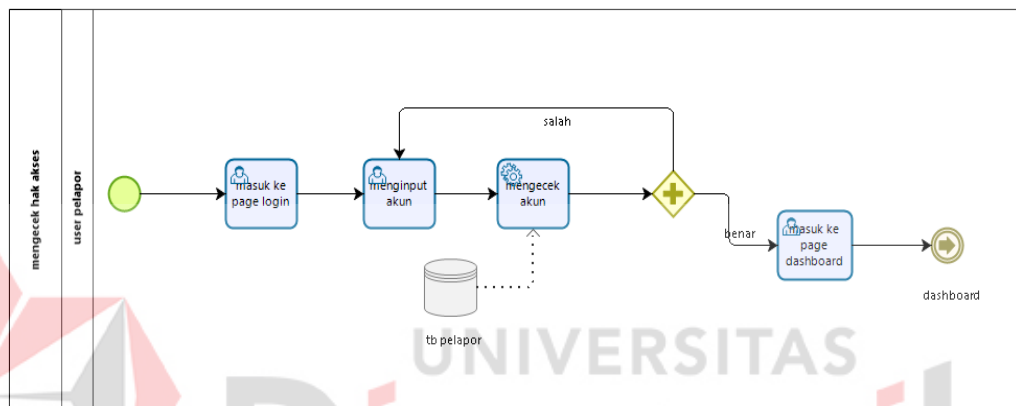 mengecek hak akses
user pelapor
salah
masuk ke
page login
menginput
akun
mengecek
akun
benar
masuk ke
page
dashboard
dashboard
tb pelapor
UNIVERSITAS